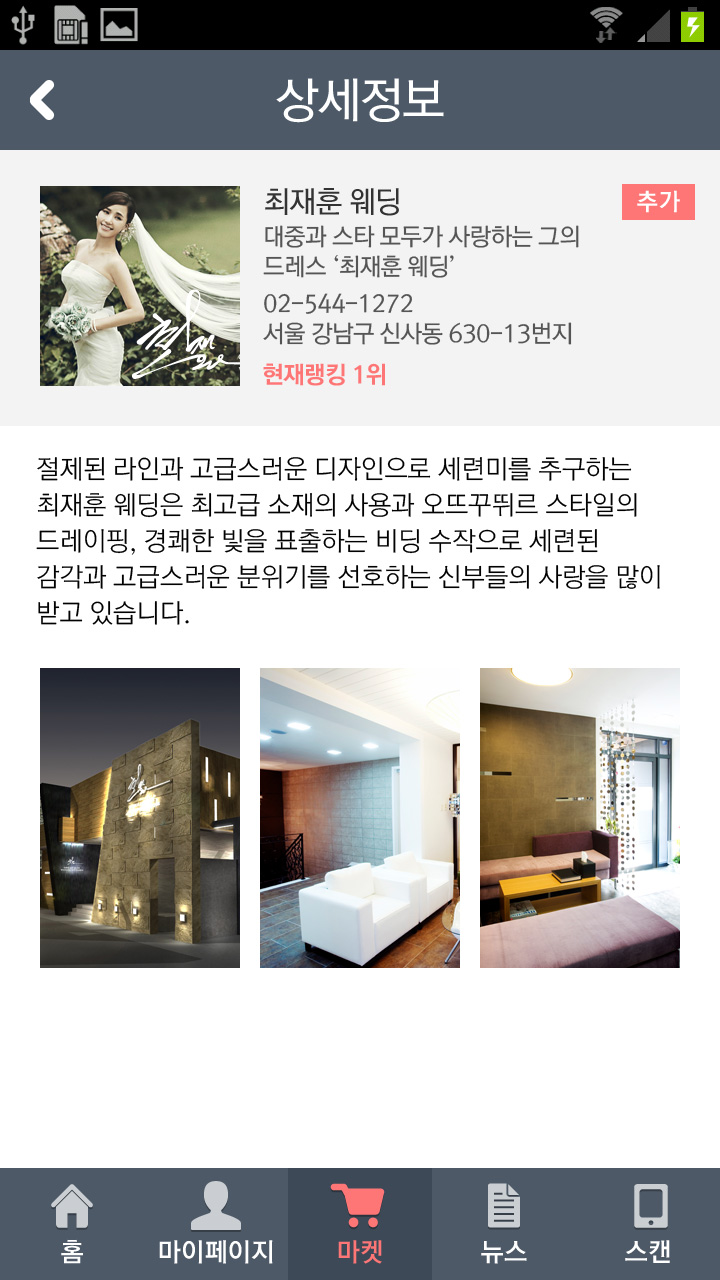 상세정보
최재훈 웨딩
추가
대중과 스타 모두가 사랑하는 그의
드레스 ‘최재훈 웨딩’
02-544-1272
서울 강남구 신사동 630-13번지
현재랭킹 1위
절제된 라인과 고급스러운 디자인으로 세련미를 추구하는
최재훈 웨딩은 최고급 소재의 사용과 오뜨꾸뛰르 스타일의
드레이핑, 경쾌한 빛을 표출하는 비딩 수작으로 세련된
감각과 고급스러운 분위기를 선호하는 신부들의 사랑을 많이
받고 있습니다.
홈
마이페이지
마켓
뉴스
스캔